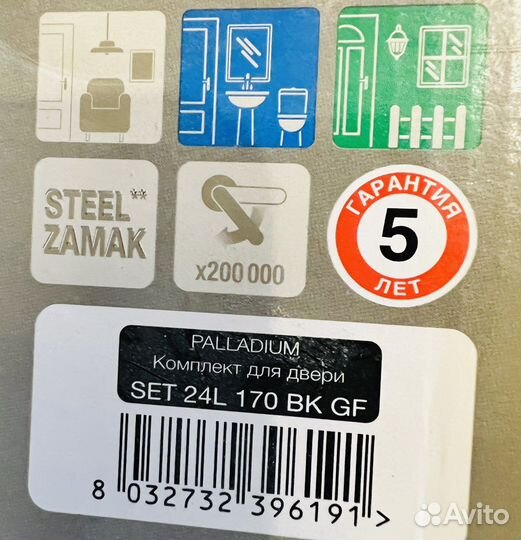 STEEL**
ZAMAK
x200 000
ГАРАНТИЯ
5
ЛЕТ
PALLADIUM
Комплект для двери
SET 24L 170 BK GF
8 032732 396191 >
Avito